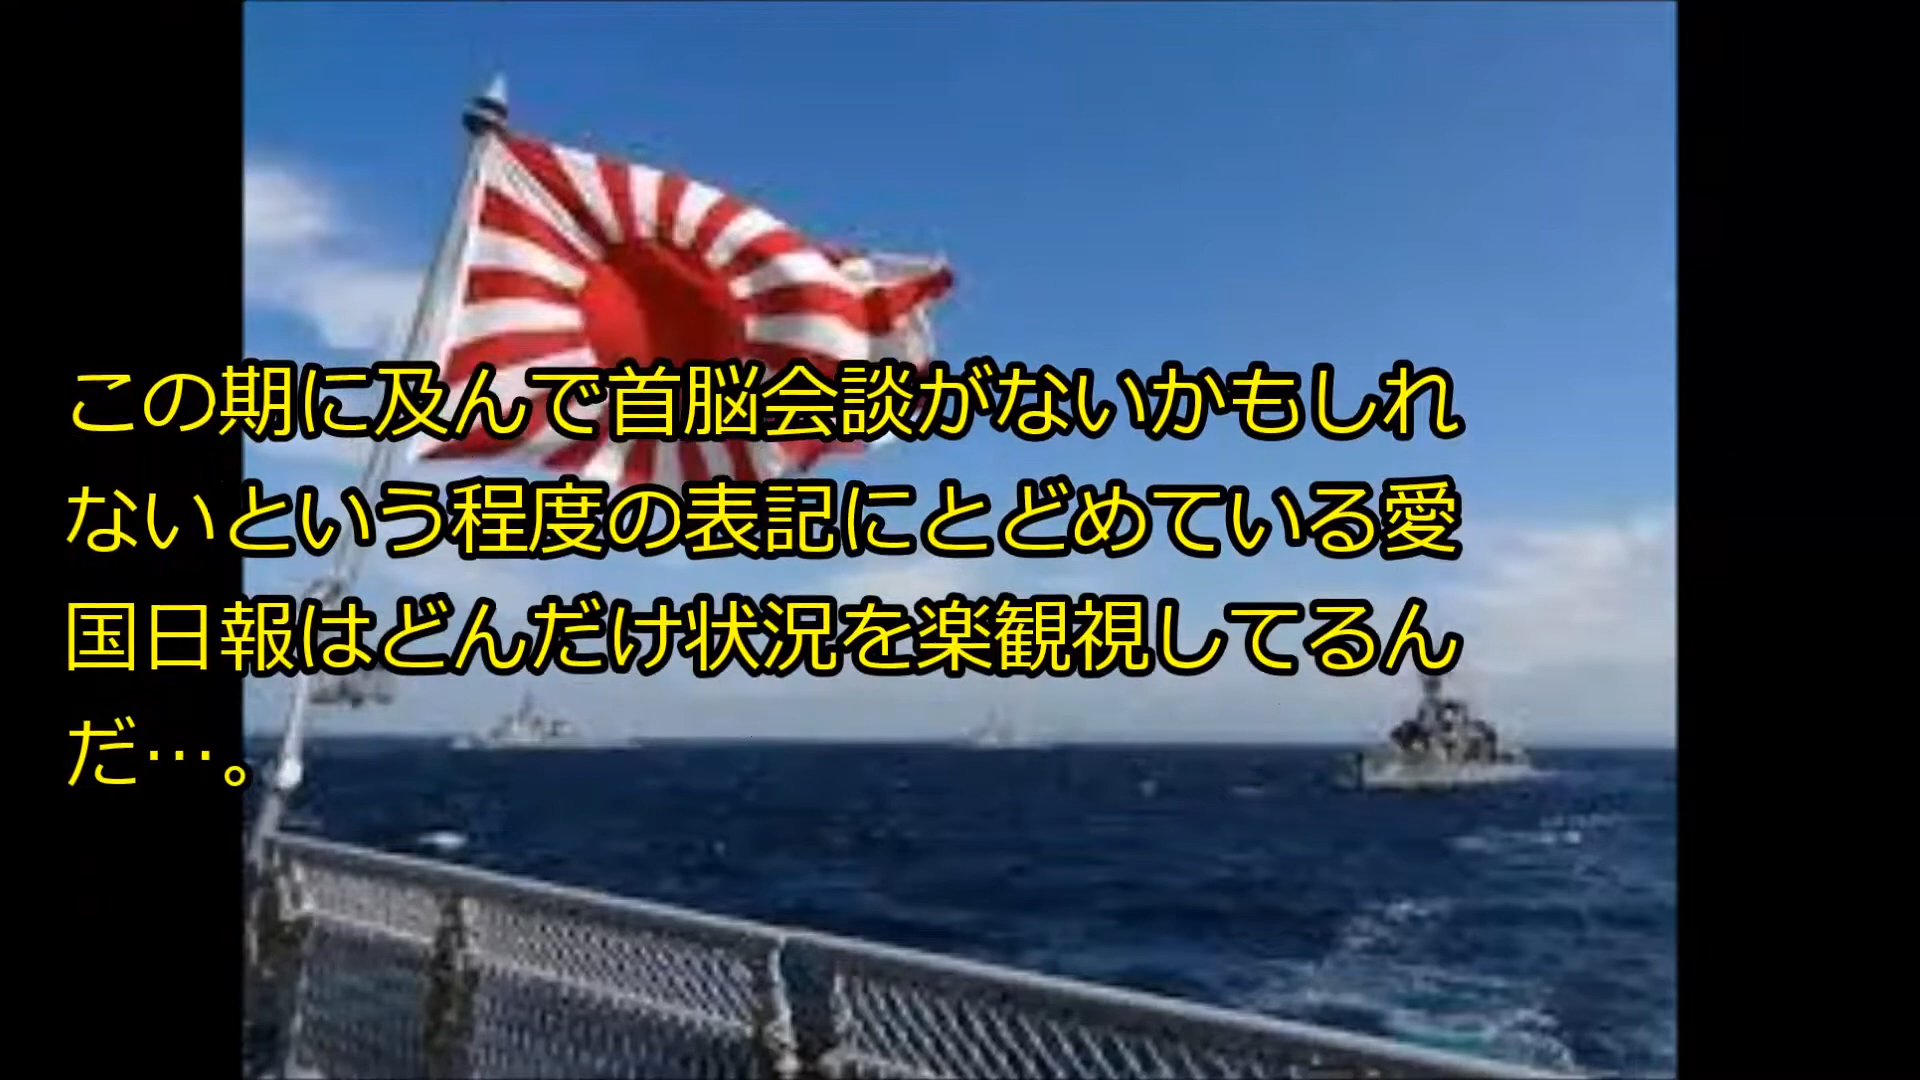 この期に及んで首脳会談がないかもしれ
ないという程度の表記にとどめている愛
国日報はどんだけ状況を楽観視してるん
だ…。